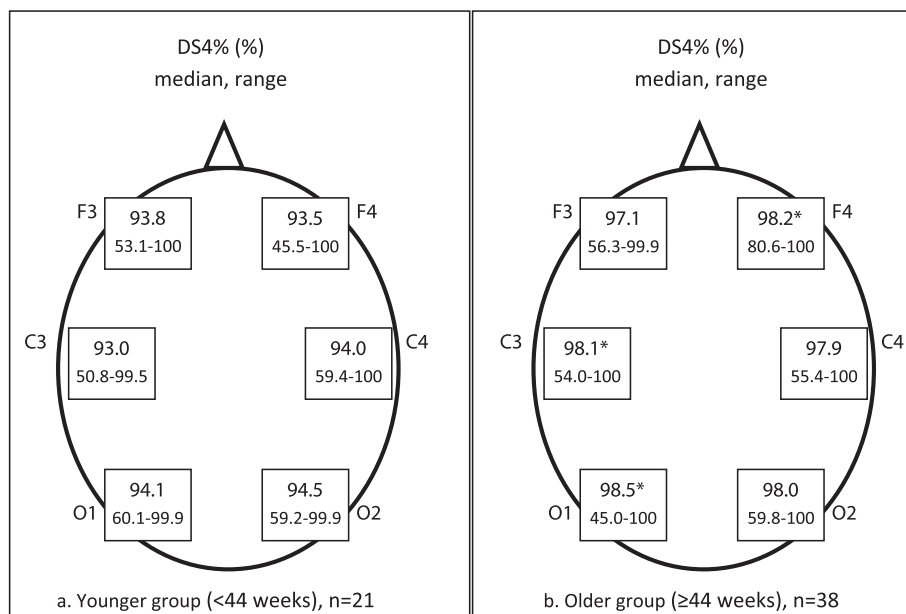 DS4% (%)
median, range
F3
93.8
53.1-100
93.5
45.5-100
F4
C3
93.0
50.8-99.5
94.0
59.4-100
C4
O1
94.1
60.1-99.9
94.5
59.2-99.9
O2
a. Younger group (<44 weeks), n=21
DS4% (%)
median, range
F3
97.1
56.3-99.9
98.2*
80.6-100
F4
C3
98.1*
54.0-100
97.9
55.4-100
C4
O1
98.5*
45.0-100
98.0
59.8-100
O2
b. Older group (≥44 weeks), n=38